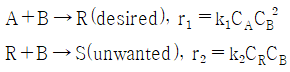 A+B→R(desired), r₁=k₁C_AC_B²
R+B→S(unwanted), r₂=k₂C_RC_B